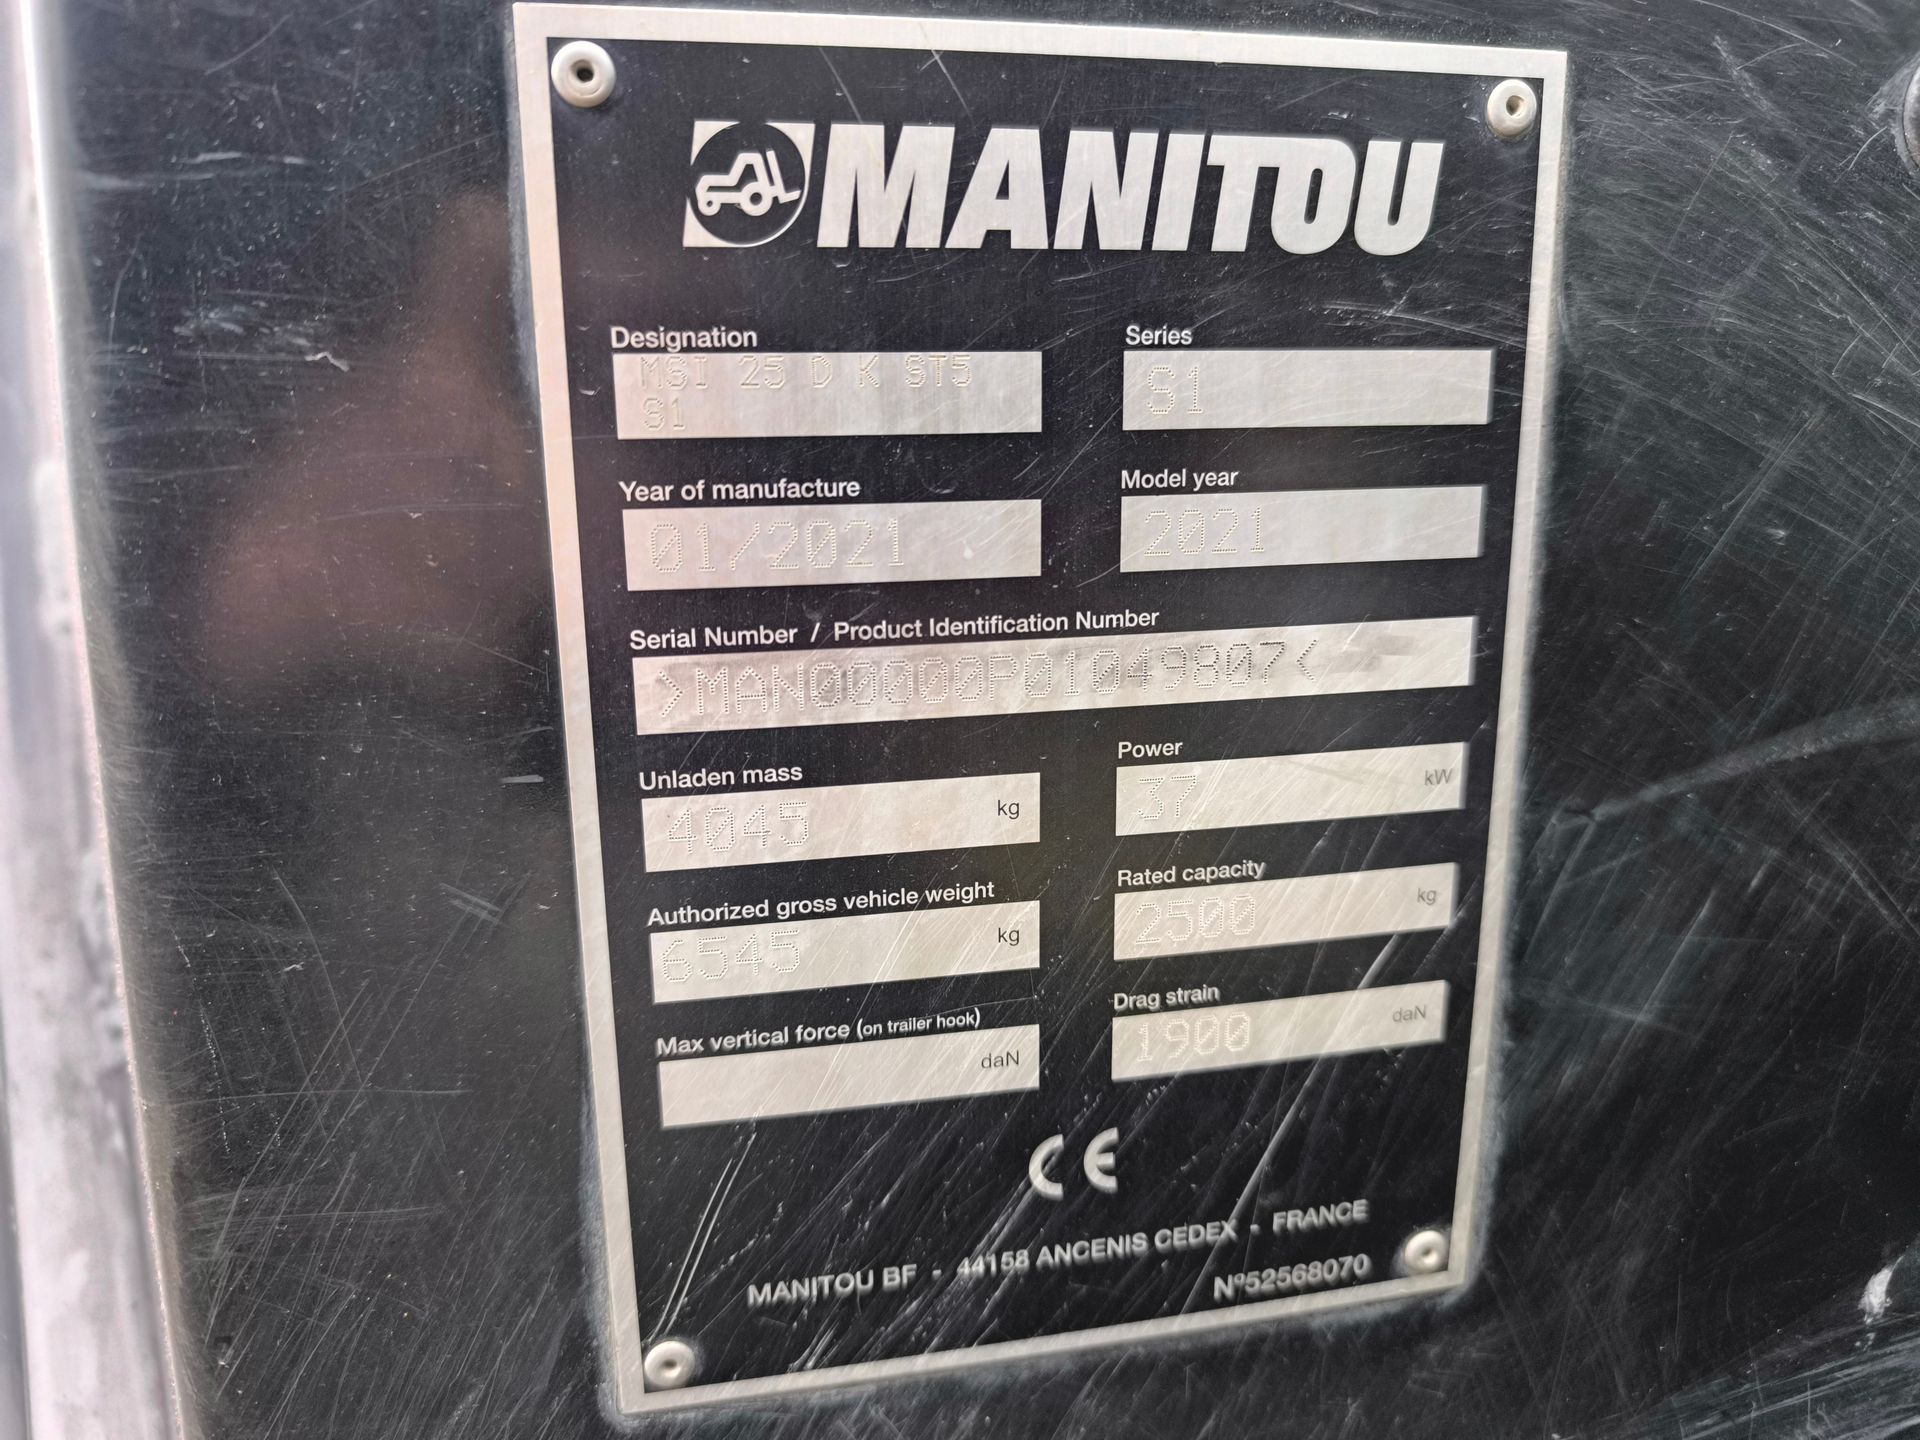 MANITOU
Designation
MSI 25 D K ST5
S1
Series
S1
Year of manufacture
01/2021
Model year
2021
Serial Number / Product Identification Number
>MAN00000P01049807<
Unladen mass
4045 kg
Power
37 kW
Authorized gross vehicle weight
6545 kg
Rated capacity
2500 kg
Max vertical force (on trailer hook)
daN
Drag strain
1900 daN
CE
MANITOU BF - 44158 ANCENIS CEDEX - FRANCE
Nº52568070